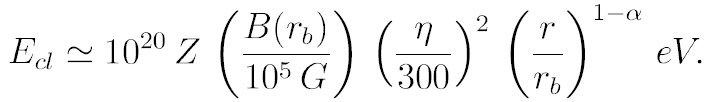 $E_{cl} \simeq 10^{20} \, Z \, \left( \frac{B(r_b)}{10^5 \, G} \right) \, \left( \frac{\eta}{300} \right)^2 \, \left( \frac{r}{r_b} \right)^{1-\alpha} \, eV.$